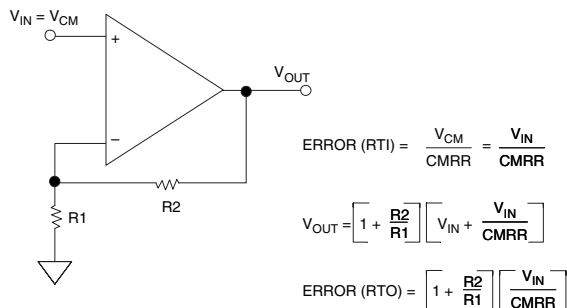 V_IN = V_CM
+
−
V_OUT
R2
R1
ERROR (RTI) = V_CM / CMRR = V_IN / CMRR
V_OUT = [1 + R2 / R1] [V_IN + V_IN / CMRR]
ERROR (RTO) = [1 + R2 / R1] [V_IN / CMRR]